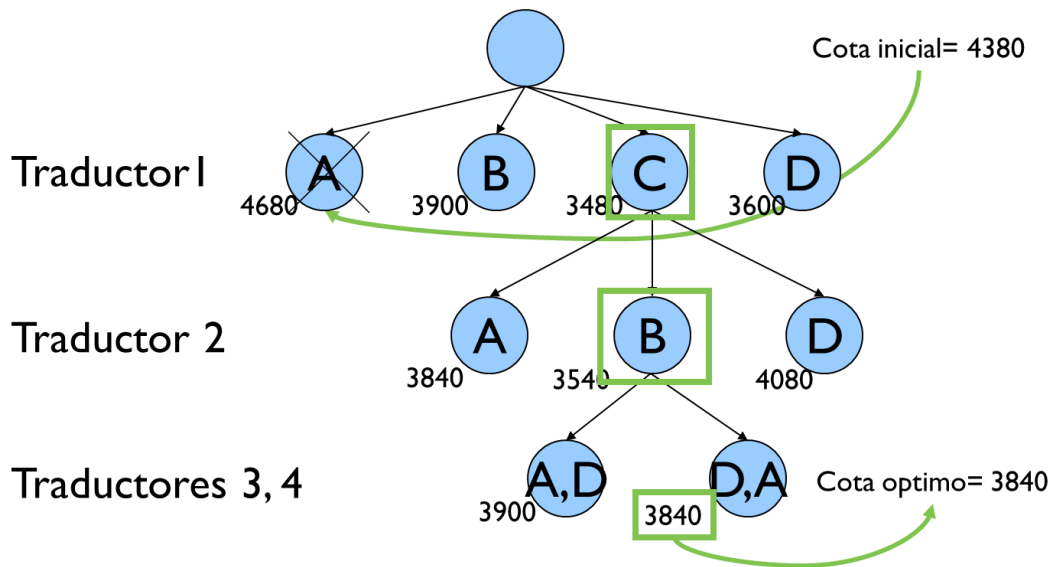 Cota inicial= 4380
Traductor1 A B C D
4680 3900 3480 3600
Traductor 2 A B D
3840 3540 4080
Traductores 3, 4 A,D D,A Cota optimo= 3840
3900 3840